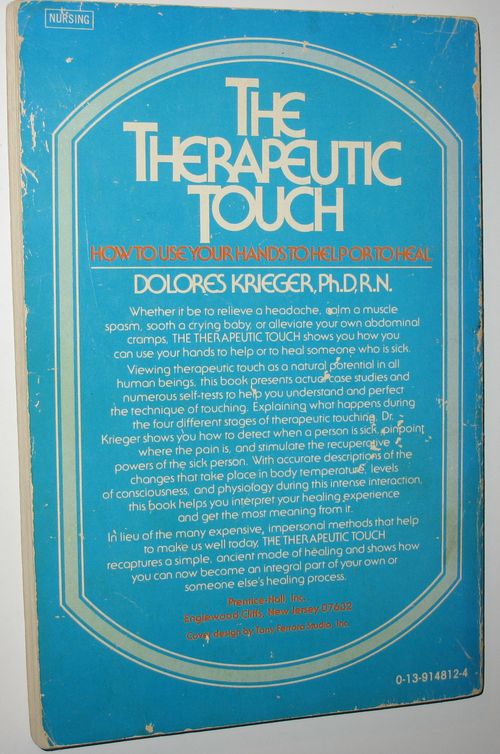 NURSING
THE
THERAPEUTIC
TOUCH
HOW TO USE YOUR HANDS TO HELP OR TO HEAL
DOLORES KRIEGER, Ph.D., R.N.
Whether it be to relieve a headache, calm a muscle
spasm, sooth a crying baby, or alleviate your own abdominal
cramps, THE THERAPEUTIC TOUCH shows you how you
can use your hands to help or to heal someone who is sick.
Viewing therapeutic touch as a natural potential in all
human beings, this book presents actual case studies and
numerous self-tests to help you understand and perfect
the technique of touching. Explaining what happens during
the four different stages of therapeutic touching, Dr.
Krieger shows you how to detect when a person is sick, pinpoint
where the pain is, and stimulate the recuperative
powers of the sick person. With accurate descriptions of the
changes that take place in body temperature, levels
of consciousness, and physiology during this intense interaction,
this book helps you interpret your healing experience
and get the most meaning from it.
In lieu of the many expensive, impersonal methods that help
to make us well today, THE THERAPEUTIC TOUCH
recaptures a simple, ancient mode of healing and shows how
you can now become an integral part of your own or
someone else's healing process.
Prentice-Hall, Inc.
Englewood Cliffs, New Jersey 07632
Cover design by Tony Ferrara Studio, Inc.
0-13-914812-4